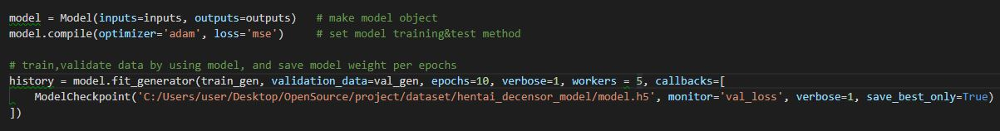 model = Model(inputs=inputs, outputs=outputs)   # make model object
model.compile(optimizer='adam', loss='mse')     # set model training&test method
# train,validate data by using model, and save model weight per epochs
history = model.fit_generator(train_gen, validation_data=val_gen, epochs=10, verbose=1, workers = 5, callbacks=[
    ModelCheckpoint('C:/Users/user/Desktop/OpenSource/project/dataset/hentai_decensor_model/model.h5', monitor='val_loss', verbose=1, save_best_only=True)
])